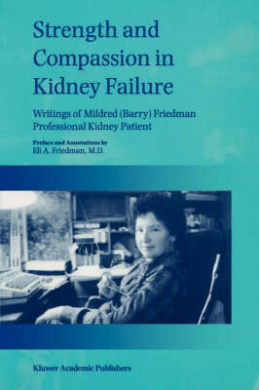 Strength and
Compassion in
Kidney Failure
Writings of Mildred (Barry) Friedman
Professional Kidney Patient
Preface and Annotations by
Eli A. Friedman, M.D.
Kluwer Academic Publishers